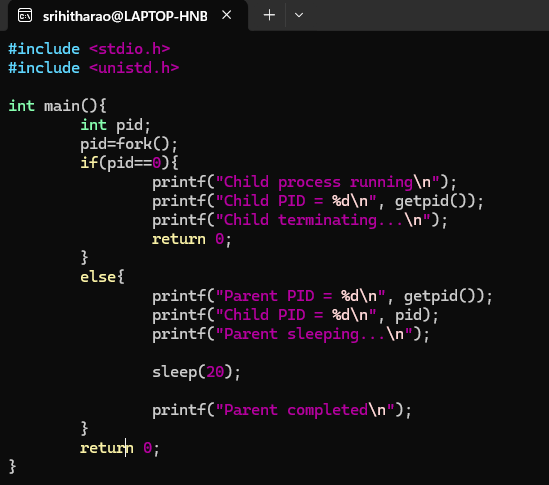 srihitharao@LAPTOP-HNB
#include <stdio.h>
#include <unistd.h>
int main(){
        int pid;
        pid=fork();
        if(pid==0){
                printf("Child process running\n");
                printf("Child PID = %d\n", getpid());
                printf("Child terminating...\n");
                return 0;
        }
        else{
                printf("Parent PID = %d\n", getpid());
                printf("Child PID = %d\n", pid);
                printf("Parent sleeping...\n");
                sleep(20);
                printf("Parent completed\n");
        }
        return 0;
}